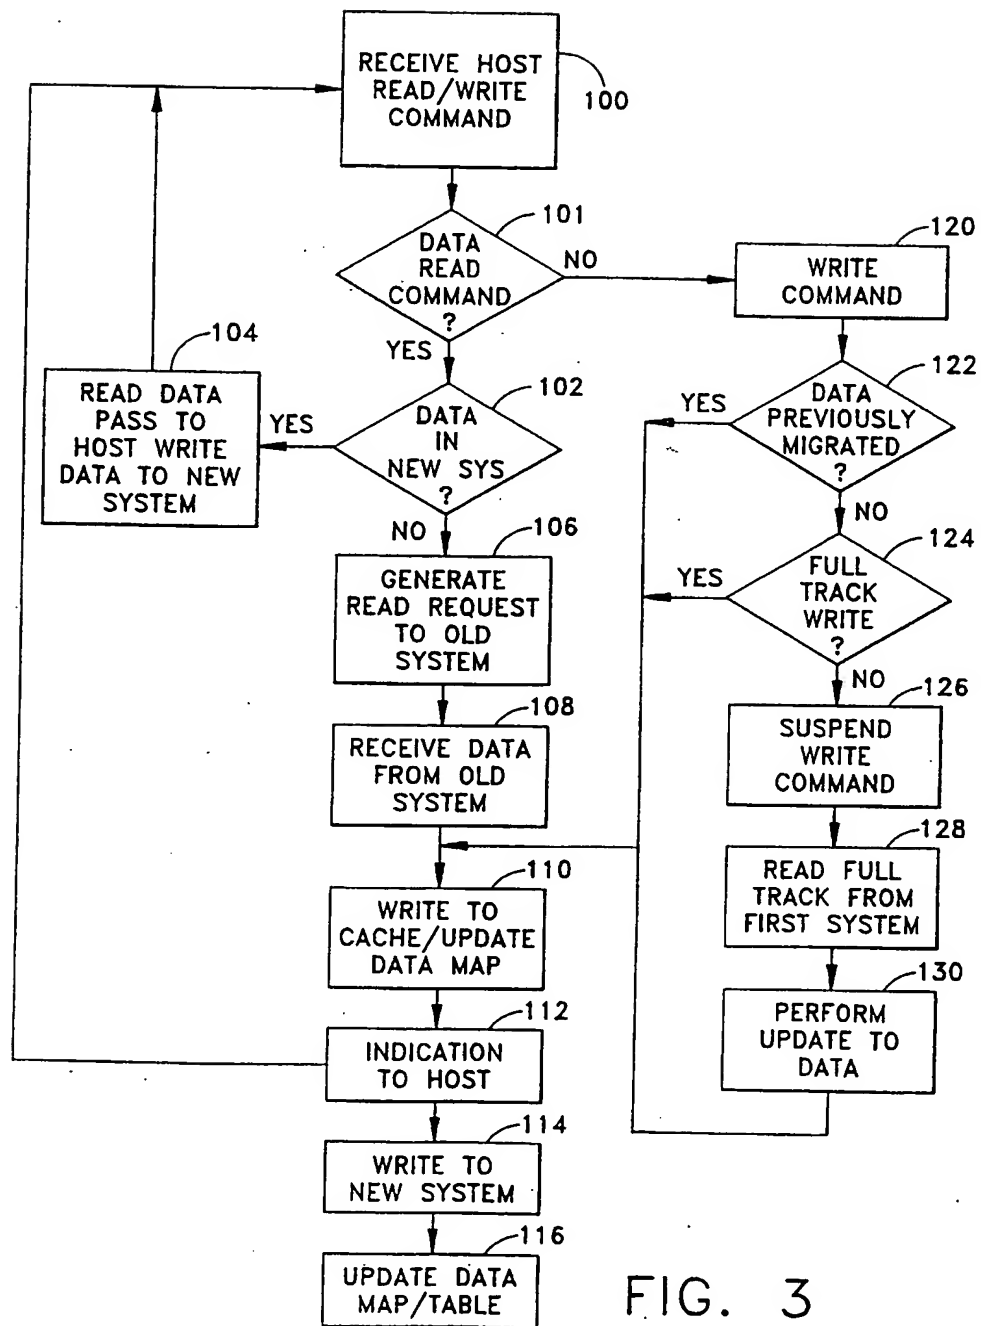 RECEIVE HOST
READ/WRITE
COMMAND
100
DATA
READ
COMMAND
?
101
NO
YES
120
WRITE
COMMAND
104
READ DATA
PASS TO
HOST WRITE
DATA TO NEW
SYSTEM
YES
102
DATA
IN
NEW SYS
?
NO
122
DATA
PREVIOUSLY
MIGRATED
?
YES
NO
106
GENERATE
READ REQUEST
TO OLD
SYSTEM
124
FULL
TRACK
WRITE
?
YES
NO
108
RECEIVE DATA
FROM OLD
SYSTEM
126
SUSPEND
WRITE
COMMAND
128
READ FULL
TRACK FROM
FIRST SYSTEM
110
WRITE TO
CACHE/UPDATE
DATA MAP
130
PERFORM
UPDATE TO
DATA
112
INDICATION
TO HOST
114
WRITE TO
NEW SYSTEM
116
UPDATE DATA
MAP/TABLE
FIG. 3